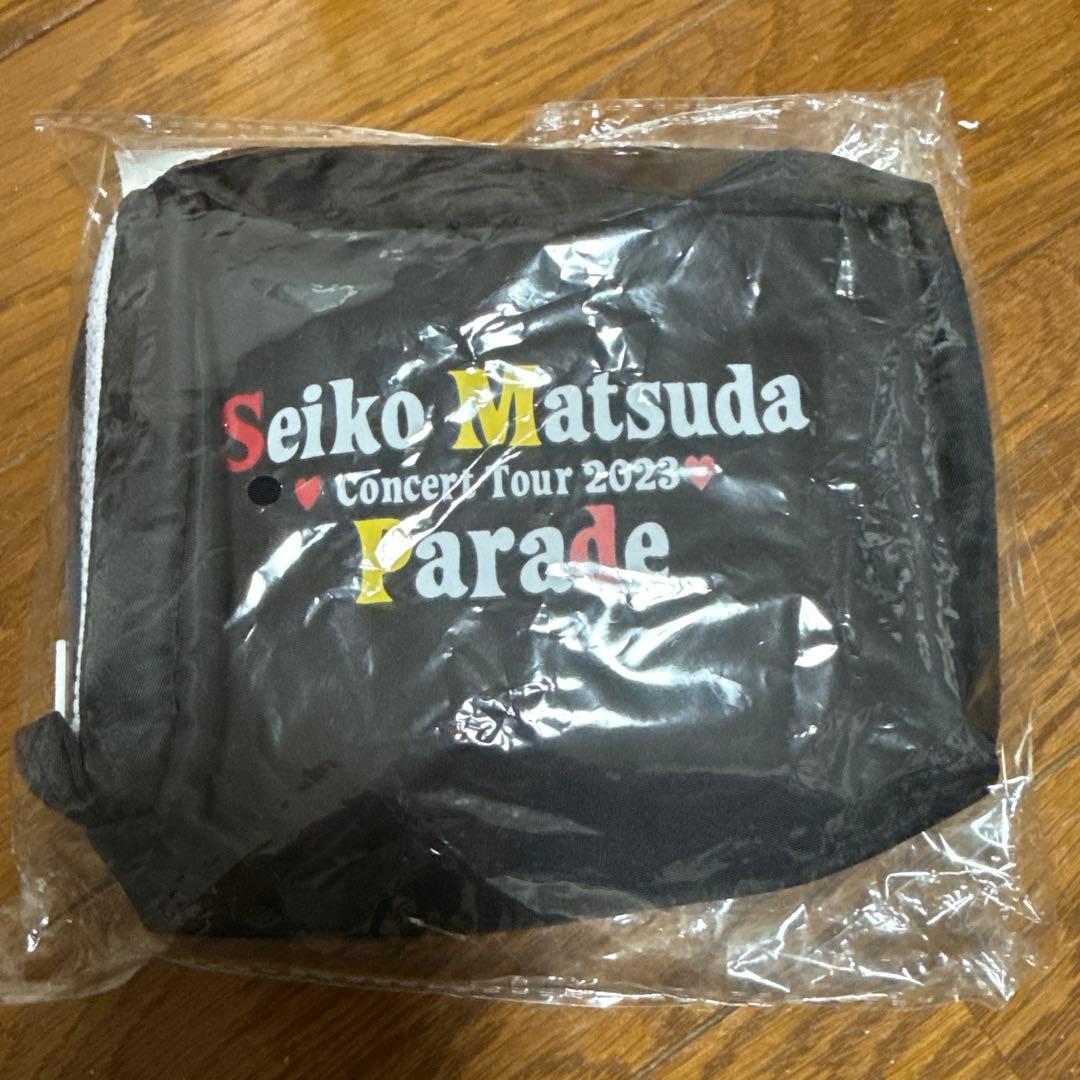 Seiko Matsuda
Concert Tour 2023
Parade